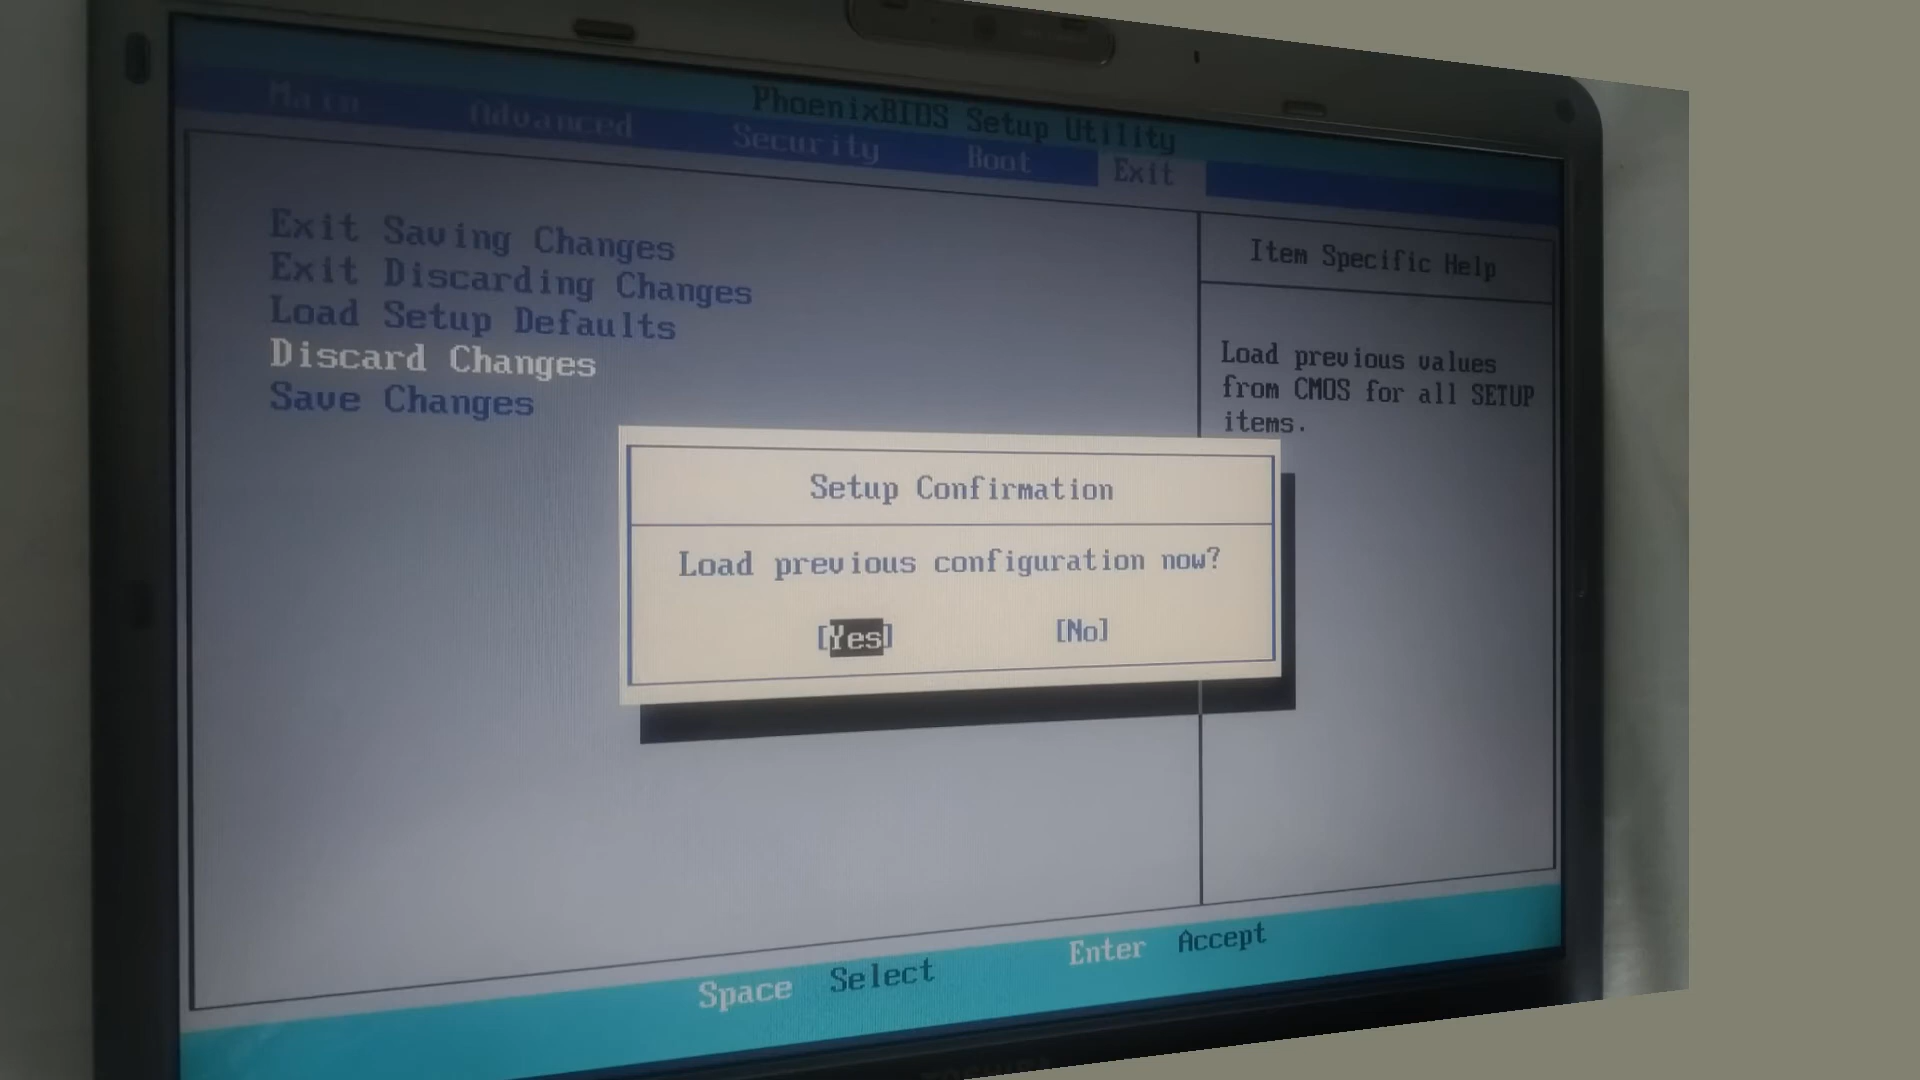 PhoenixBIOS Setup Utility
Main Advanced Security Boot Exit
Exit Saving Changes
Exit Discarding Changes
Load Setup Defaults
Discard Changes
Save Changes
Item Specific Help
Load previous values
from CMOS for all SETUP
items.
Setup Confirmation
Load previous configuration now?
[Yes] [No]
Space Select Enter Accept